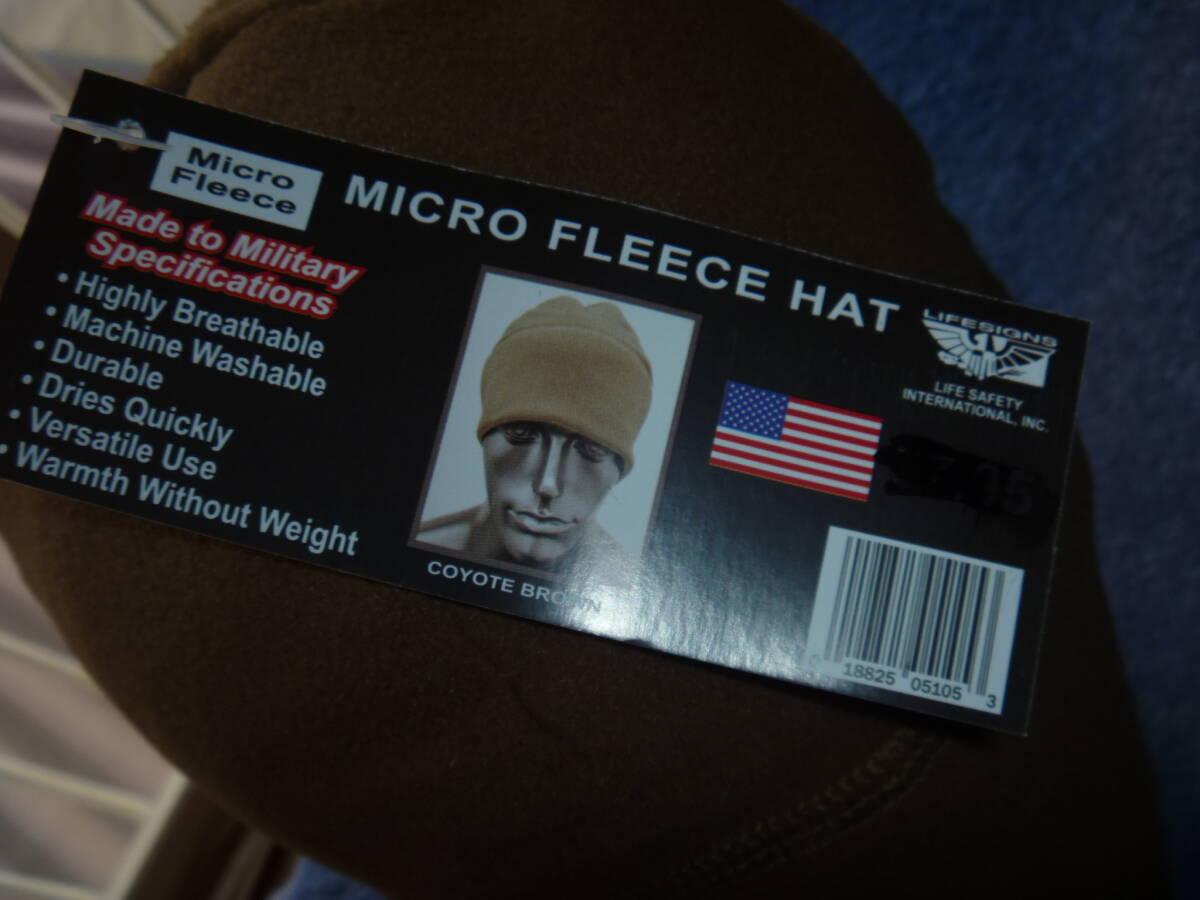 Micro
Fleece
MICRO FLEECE HAT
Made to Military
Specifications
• Highly Breathable
• Machine Washable
• Durable
• Dries Quickly
• Versatile Use
• Warmth Without Weight
COYOTE BROWN
LIFESIGNS
LIFE SAFETY
INTERNATIONAL, INC.
18825 05105 3